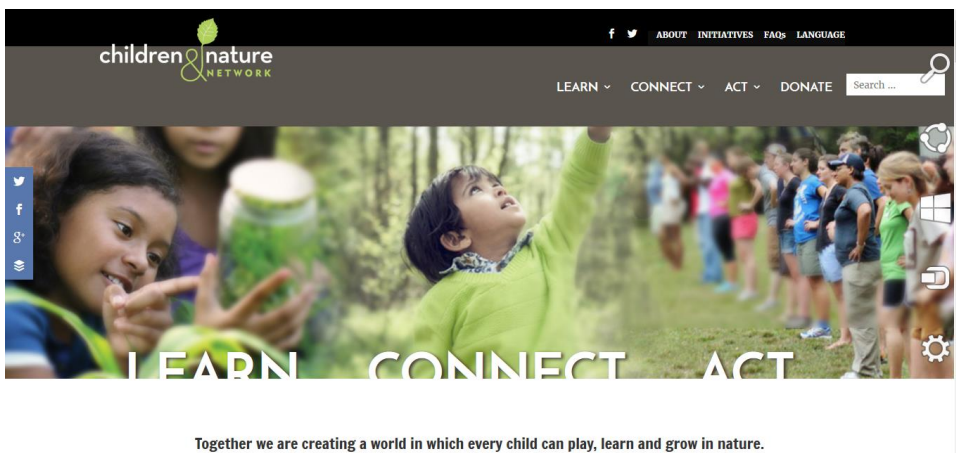 ABOUT INITIATIVES FAQs LANGUAGE
children & nature
NETWORK
LEARN CONNECT ACT DONATE Search ...
LEARN CONNECT ACT
Together we are creating a world in which every child can play, learn and grow in nature.